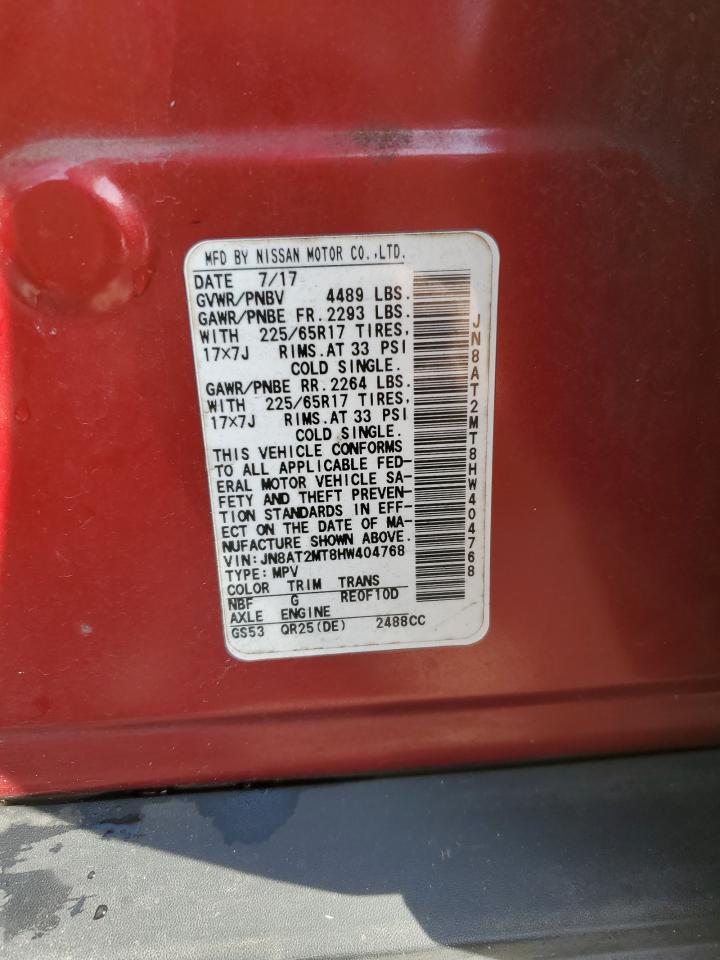 MFD BY NISSAN MOTOR CO.,LTD.
DATE 7/17
GVWR/PNBV 4489 LBS.
GAWR/PNBE FR. 2293 LBS.
WITH 225/65R17 TIRES,
17×7J RIMS.AT 33 PSI
COLD SINGLE.
GAWR/PNBE RR. 2264 LBS.
WITH 225/65R17 TIRES,
17×7J RIMS.AT 33 PSI
COLD SINGLE.
THIS VEHICLE CONFORMS
TO ALL APPLICABLE FED-
ERAL MOTOR VEHICLE SA-
FETY AND THEFT PREVEN-
TION STANDARDS IN EFF-
ECT ON THE DATE OF MA-
NUFACTURE SHOWN ABOVE.
VIN: JN8AT2MT8HW404768
TYPE: MPV
COLOR TRIM TRANS
NBF G RE0F10D
AXLE ENGINE
GS53 QR25(DE) 2488CC
JN8AT2MT8HW404768